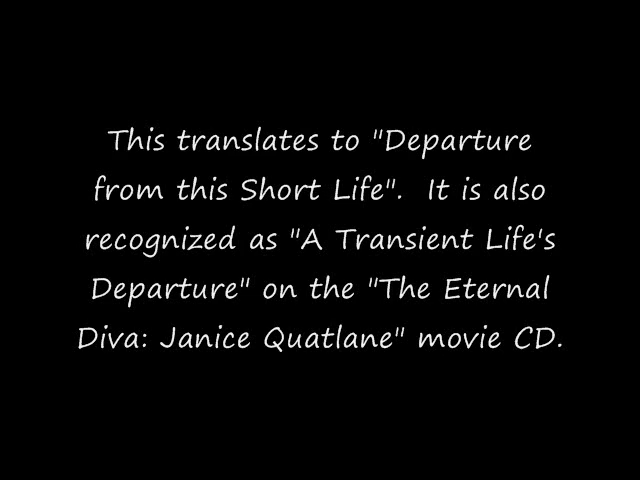 This translates to "Departure
from this Short Life".  It is also
recognized as "A Transient Life's
Departure" on the "The Eternal
Diva: Janice Quatlane" movie CD.